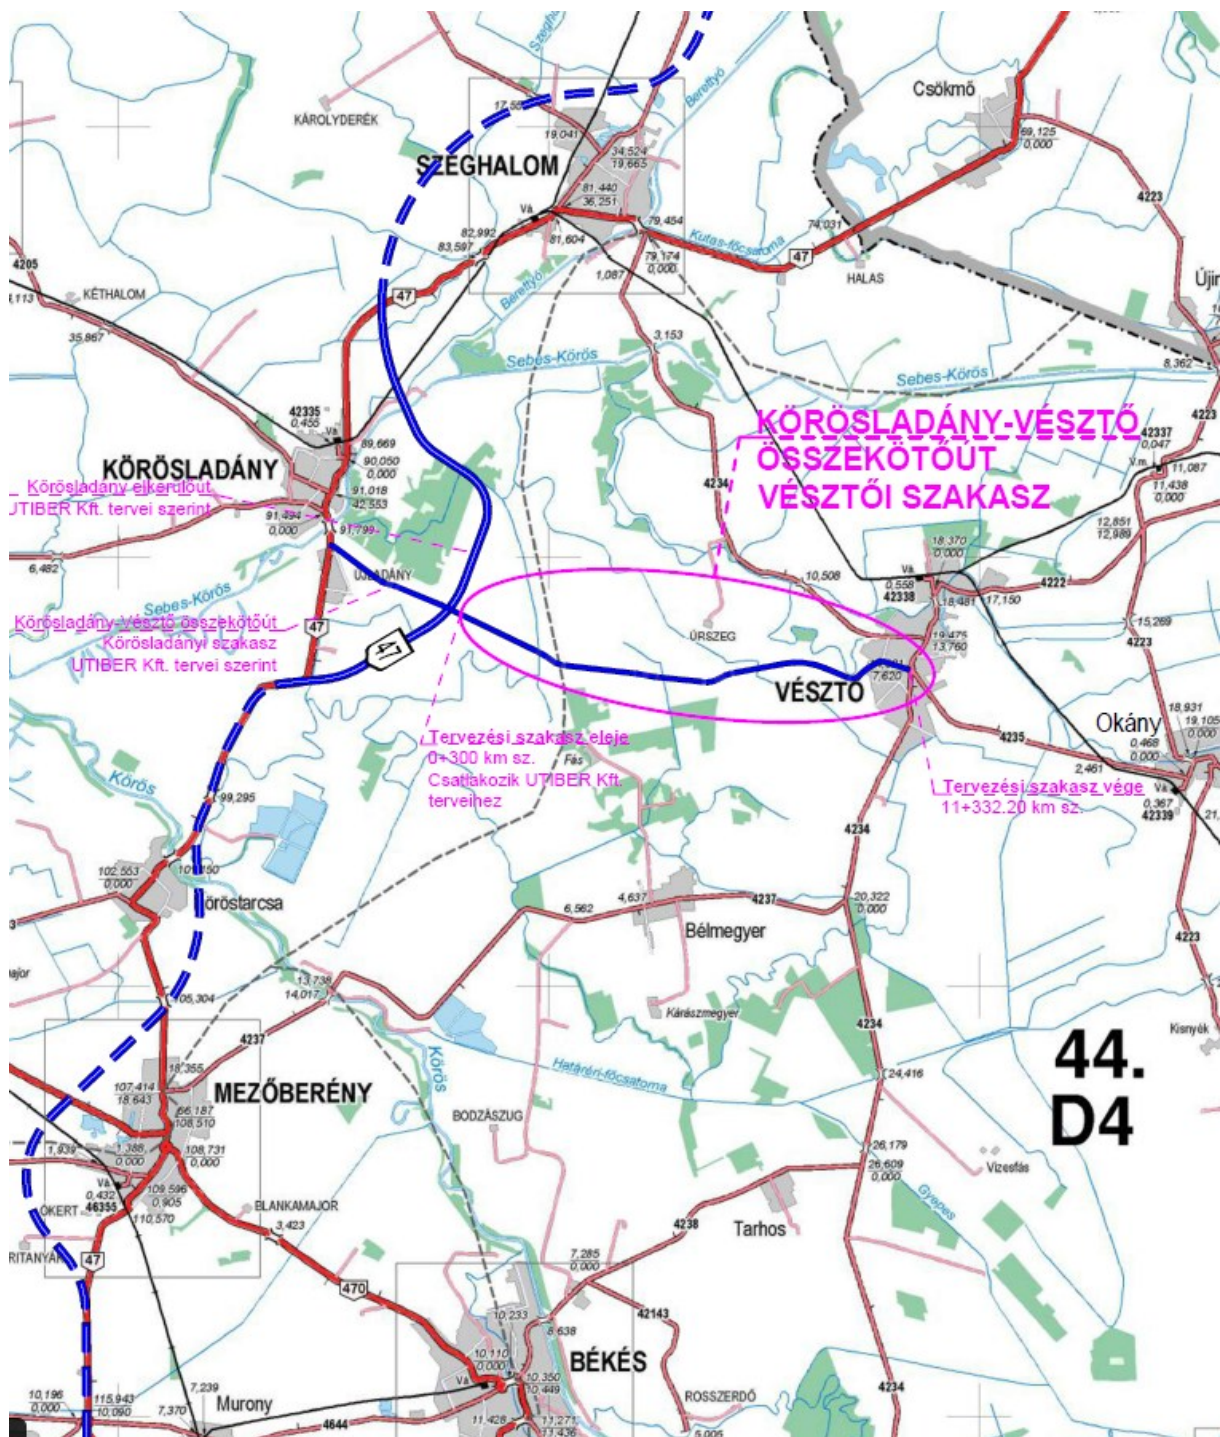 17,55
Szegha
Berettyó
KÁROLYDERÉK
19,041
34,524
19,665
Csökmő
69,125
0,000
SZEGHALOM
81,440
36,251
4223
Vá.
82,992
83,597
81,604
79,454
79,174
0,000
Kutas-főcsatorna
74,031
47
HALAS
4205
KÉTHALOM
1,087
Berettyó
47
Újir
35,867
3,153
8,362
Sebes-Körös
Sebes-Körös
42335
0,455
Vá.
89,669
90,050
0,000
4223
KÖRÖSLADÁNY-VÉSZTŐ
ÖSSZEKÖTŐÚT
VÉSZTŐI SZAKASZ
42337
0,047
V.m.
11,087
11,438
0,000
KÖRÖSLADÁNY
4234
Körösladány elkerülőút
UTIBER Kft. tervei szerint
91,018
42,553
91,494
0,000
91,799
12,851
12,989
18,370
0,000
6,482
ÚJLADÁNY
10,508
Vá.
0,558
42338
4222
18,481
17,150
Sebes-Körös
Körösladány-Vésztő összekötőút
Körösladányi szakasz
UTIBER Kft. tervei szerint
47
47
ŰRSZEG
19,475
13,760
15,269
4223
7,620
VÉSZTŐ
18,931
19,105
0,000
Okány
0,468
0,000
4235
2,461
Tervezési szakasz eleje
0+300 km sz.
Csatlakozik UTIBER Kft.
terveihez
Fás
Tervezési szakasz vége
11+332.20 km sz.
Vá.
0,367
42339
Körös
99,295
4234
102,553
0,000
Köröstarcsa
4,637
6,562
4237
20,322
0,000
Bélmegyer
4223
13,738
14,017
105,304
Kárászmegyer
4234
Kisnyék
4237
44.
D4
18,355
107,414
18,643
MEZŐBERÉNY
Körös
Határéri-főcsatorna
24,416
66,187
108,510
BODZÁSZUG
1,939
1,388
0,000
108,731
0,000
26,179
26,609
0,000
Vizesfás
Vá.
0,432
46355
109,596
0,905
110,570
BLANKAMAJOR
3,423
Gyepes
4238
Tarhos
47
7,285
0,000
470
10,233
42143
8,638
BÉKÉS
10,110
0,000
Vá.
10,350
10,449
4234
10,196
0,000
115,943
10,090
7,239
7,370
Murony
4644
11,428
11,271
11,436
ROSSZERDŐ
5,005